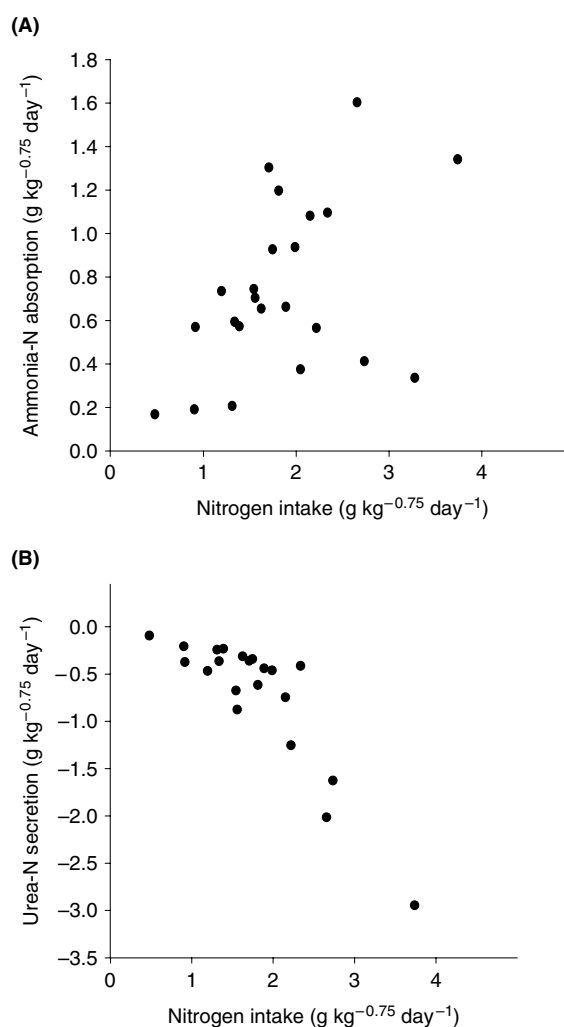 (A)
1.8
1.6
1.4
1.2
1.0
0.8
0.6
0.4
0.2
0.0
Ammonia-N absorption (g kg⁻⁰·⁷⁵ day⁻¹)
0 1 2 3 4
Nitrogen intake (g kg⁻⁰·⁷⁵ day⁻¹)
(B)
0.0
−0.5
−1.0
−1.5
−2.0
−2.5
−3.0
−3.5
Urea-N secretion (g kg⁻⁰·⁷⁵ day⁻¹)
0 1 2 3 4
Nitrogen intake (g kg⁻⁰·⁷⁵ day⁻¹)